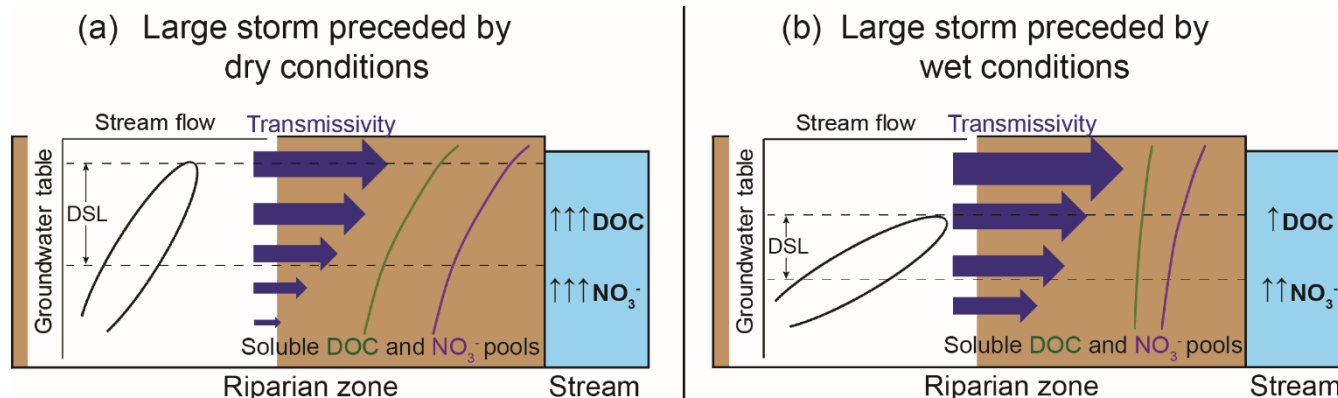 (a) Large storm preceded by
dry conditions
Stream flow
Transmissivity
Groundwater table
DSL
↑↑↑DOC
↑↑↑NO₃⁻
Soluble DOC and NO₃⁻ pools
Riparian zone
Stream
(b) Large storm preceded by
wet conditions
Stream flow
Transmissivity
Groundwater table
DSL
↑DOC
↑↑NO₃⁻
Soluble DOC and NO₃⁻ pools
Riparian zone
Stream